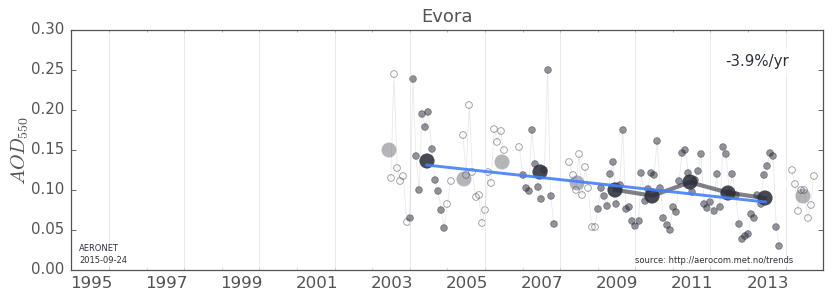 Evora
0.30
0.25
0.20
0.15
0.10
0.05
0.00
AOD550
-3.9%/yr
AERONET
2015-09-24
source: http://aerocom.met.no/trends
1995 1997 1999 2001 2003 2005 2007 2009 2011 2013